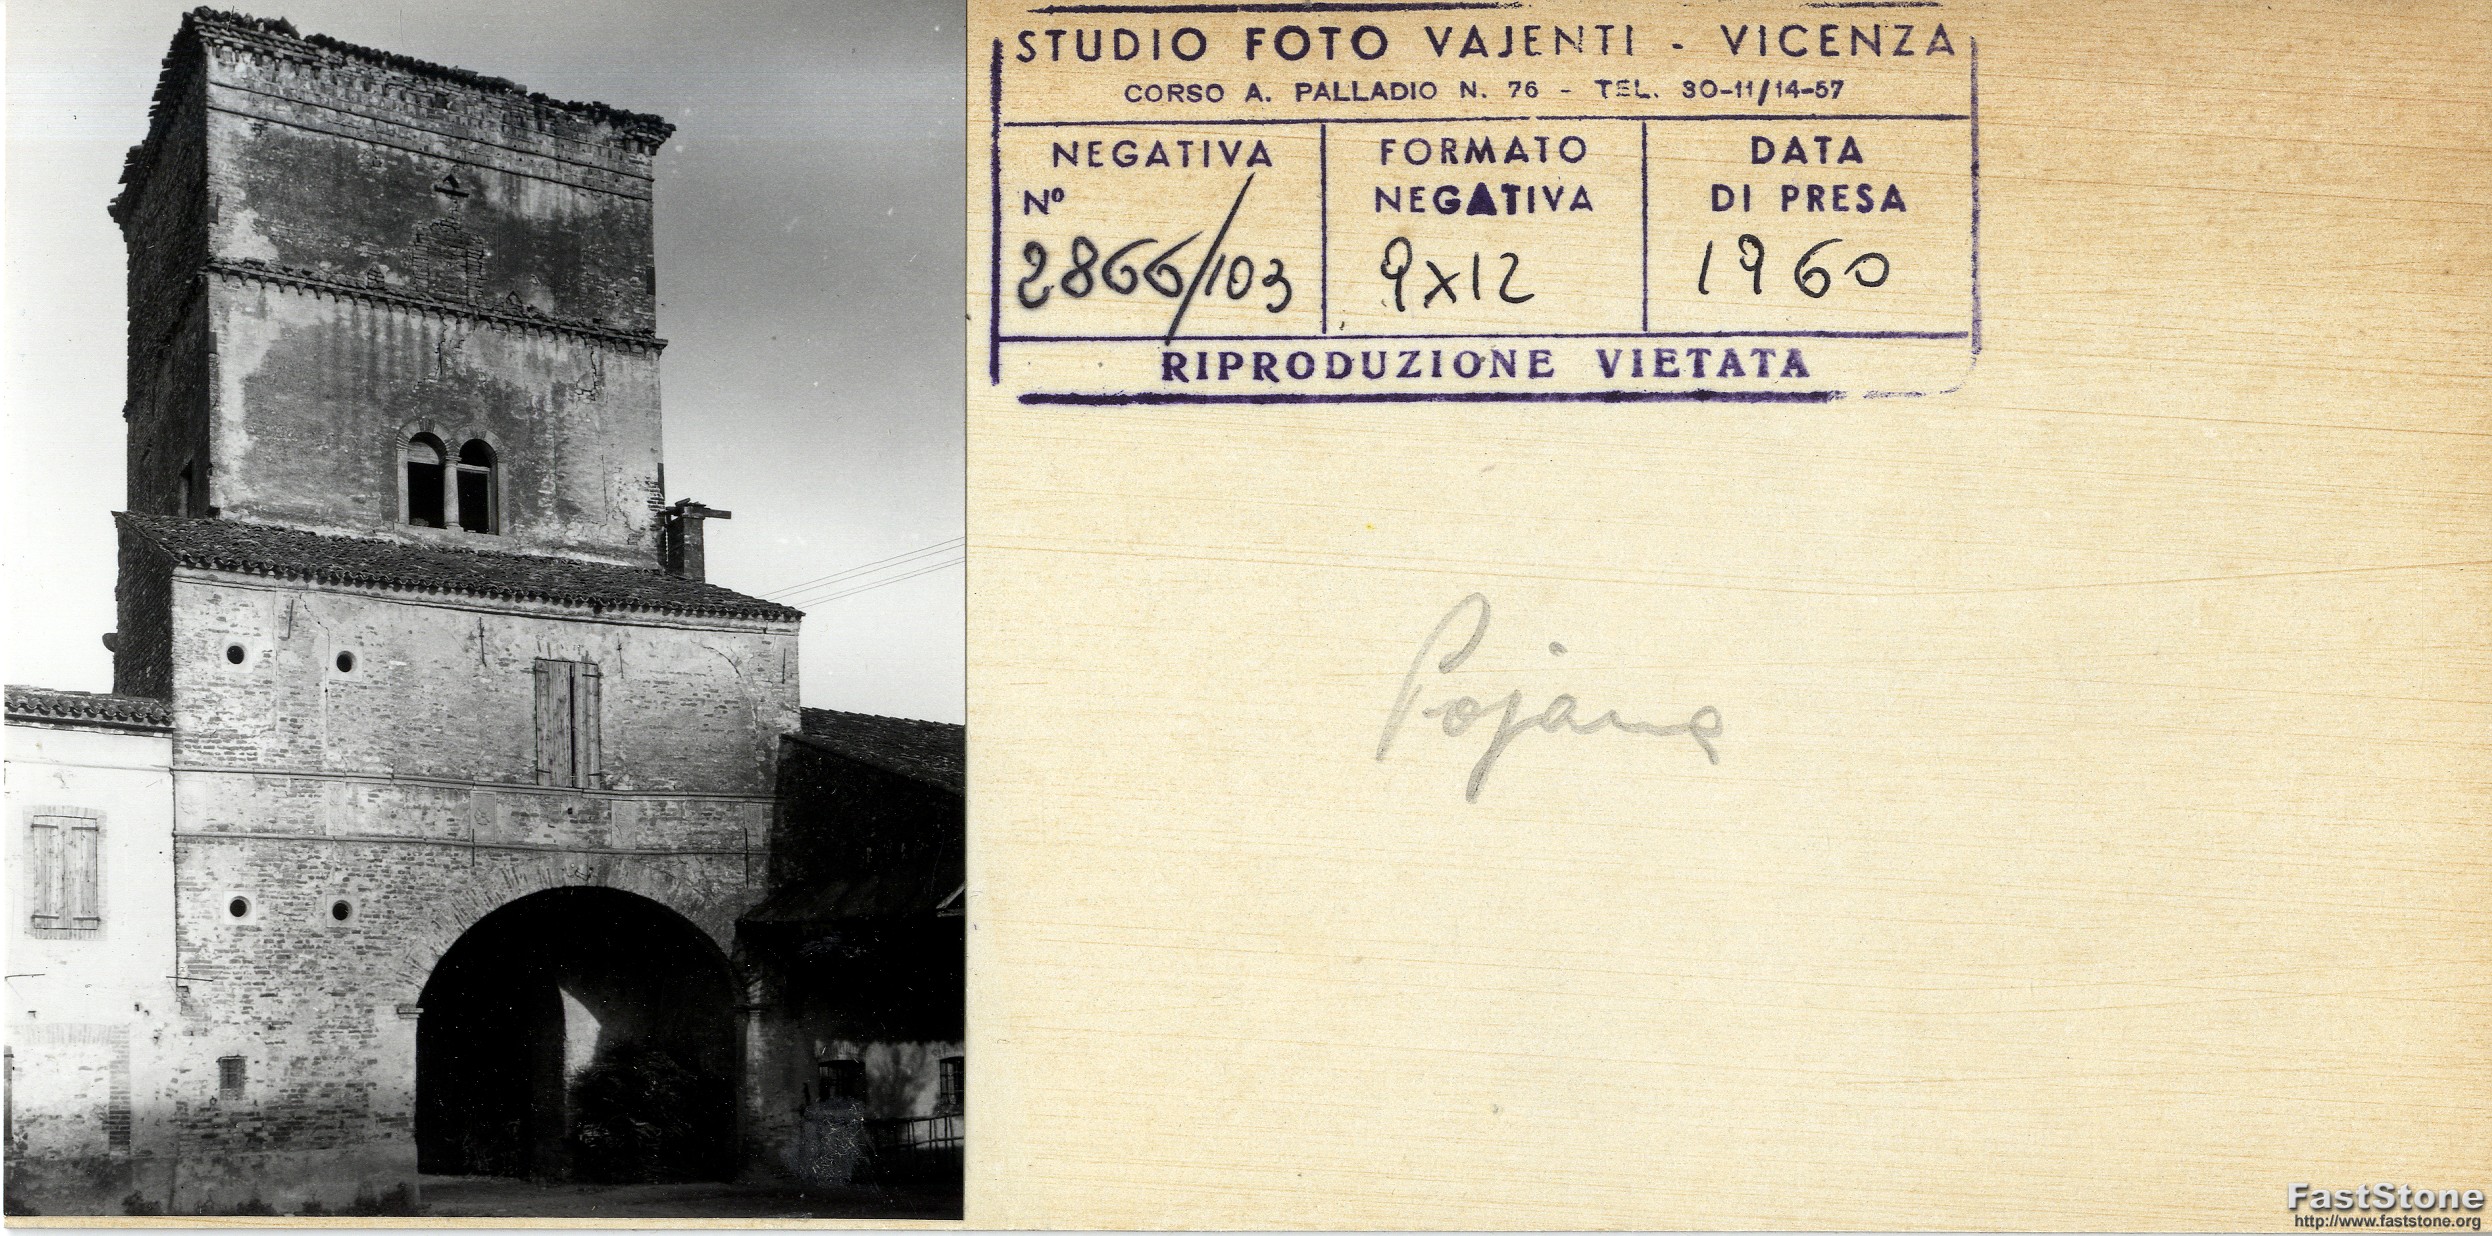 STUDIO FOTO VAJENTI - VICENZA
CORSO A. PALLADIO N. 76 - TEL. 30-11/14-57
NEGATIVA
Nº
2866/103
FORMATO
NEGATIVA
9x12
DATA
DI PRESA
1960
RIPRODUZIONE VIETATA
Pojana
FastStone
http://www.faststone.org